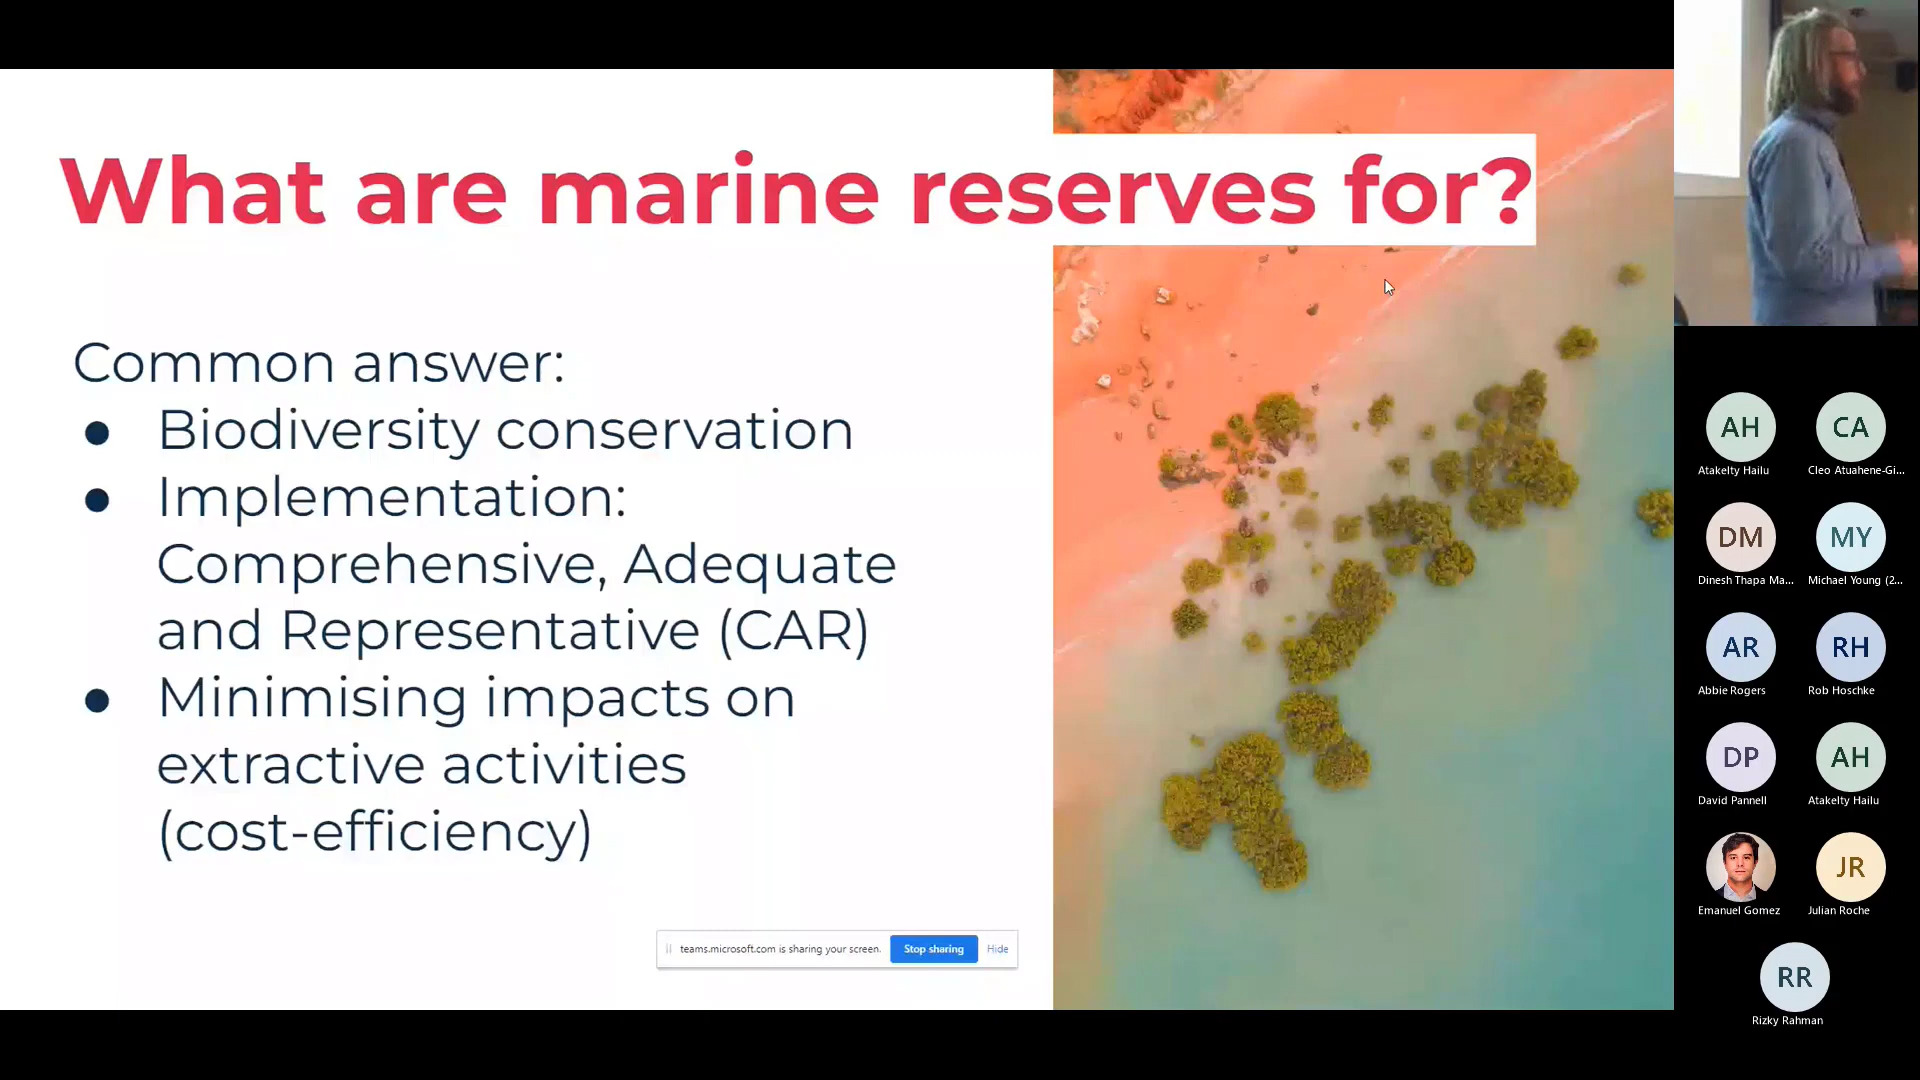 What are marine reserves for?
Common answer:
● Biodiversity conservation
● Implementation:
Comprehensive, Adequate
and Representative (CAR)
● Minimising impacts on
extractive activities
(cost-efficiency)
teams.microsoft.com is sharing your screen. Stop sharing Hide
AH CA
Atakelty Hailu Cleo Atuahene-Gi...
DM MY
Dinesh Thapa Ma... Michael Young (2...
AR RH
Abbie Rogers Rob Hoschke
DP AH
David Pannell Atakelty Hailu
JR
Emanuel Gomez Julian Roche
RR
Rizky Rahman